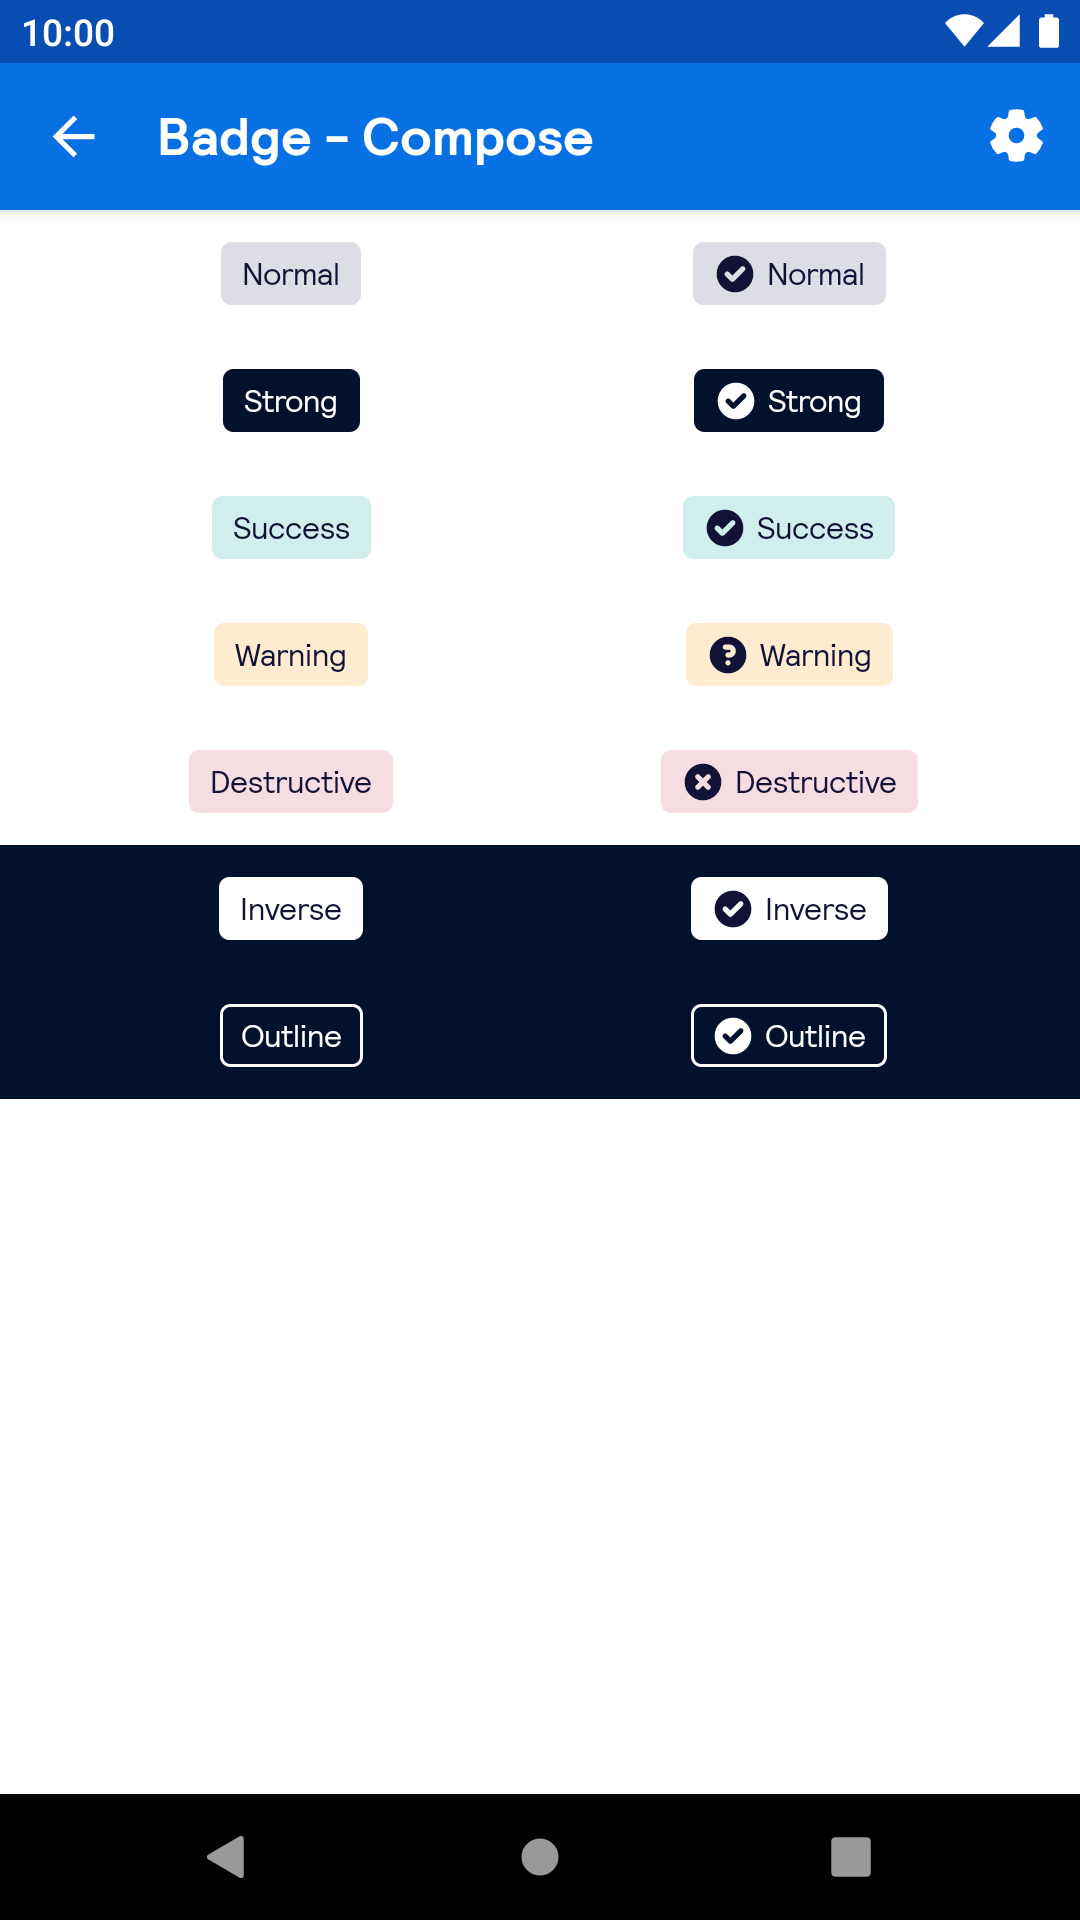 10:00
Badge - Compose
Normal Normal
Strong Strong
Success Success
Warning Warning
Destructive Destructive
Inverse Inverse
Outline Outline